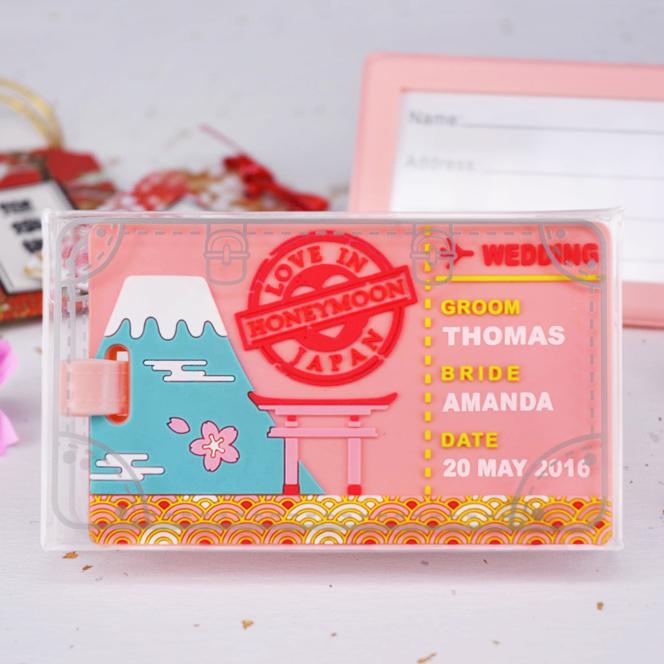 LOVE IN
HONEYMOON
JAPAN
WEDDING
GROOM
THOMAS
BRIDE
AMANDA
DATE
20 MAY 2016
Name:
Address: